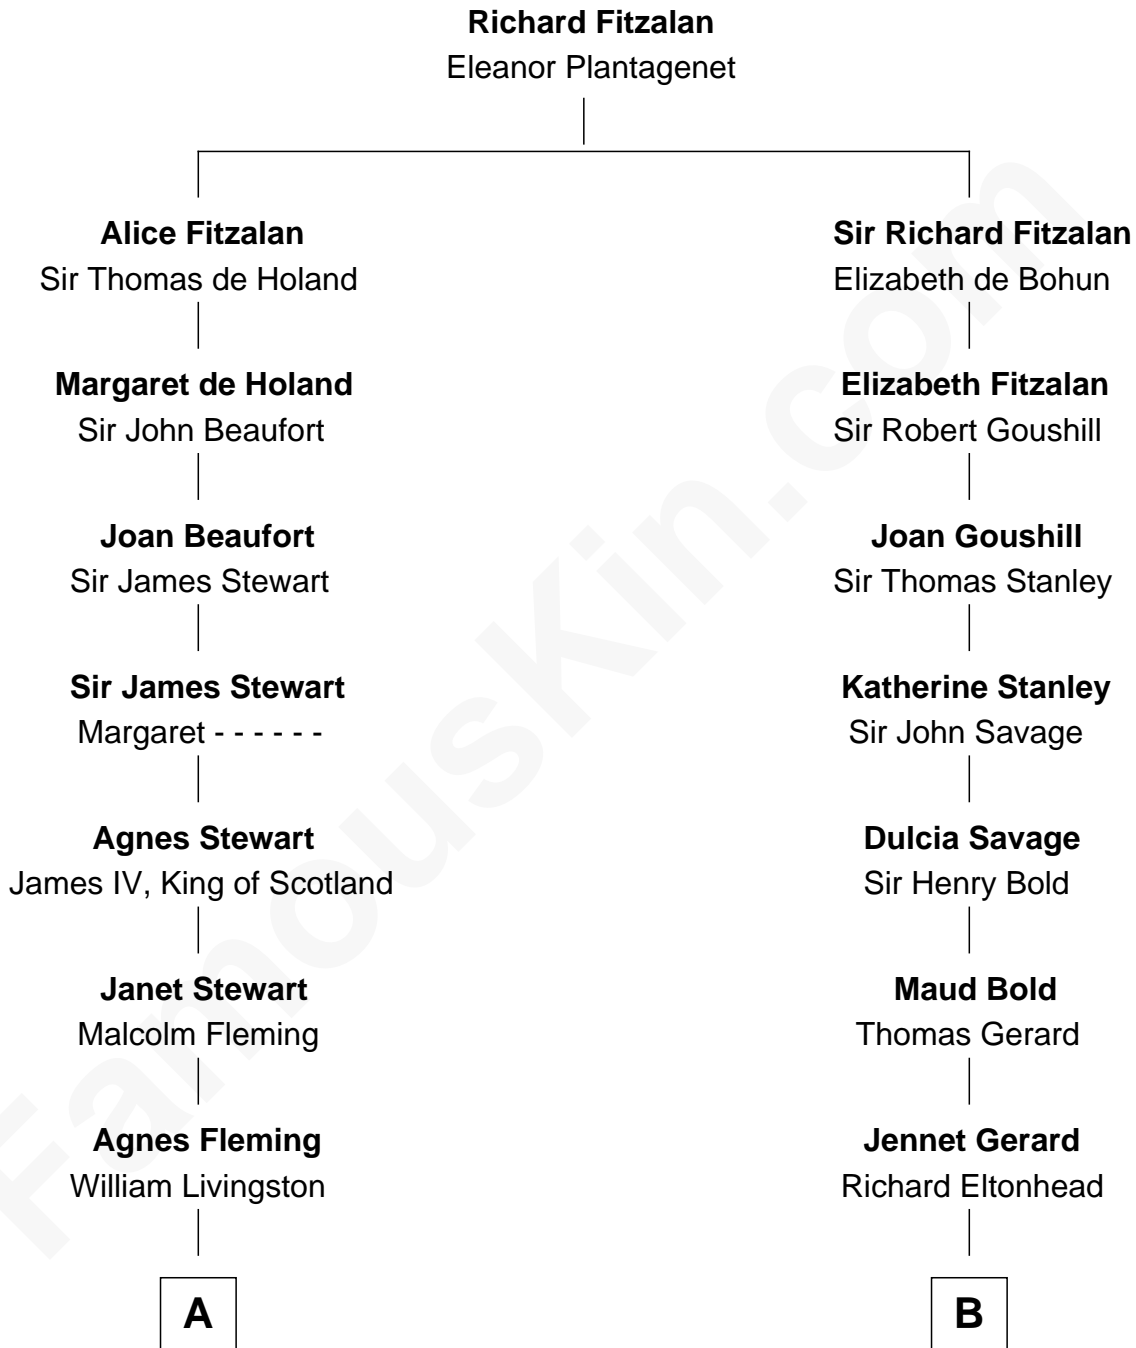 Richard Fitzalan
Eleanor Plantagenet
Alice Fitzalan
Sir Thomas de Holand
Margaret de Holand
Sir John Beaufort
Joan Beaufort
Sir James Stewart
Sir James Stewart
Margaret - - - - - -
Agnes Stewart
James IV, King of Scotland
Janet Stewart
Malcolm Fleming
Agnes Fleming
William Livingston
A
Sir Richard Fitzalan
Elizabeth de Bohun
Elizabeth Fitzalan
Sir Robert Goushill
Joan Goushill
Sir Thomas Stanley
Katherine Stanley
Sir John Savage
Dulcia Savage
Sir Henry Bold
Maud Bold
Thomas Gerard
Jennet Gerard
Richard Eltonhead
B
FamousKin.com